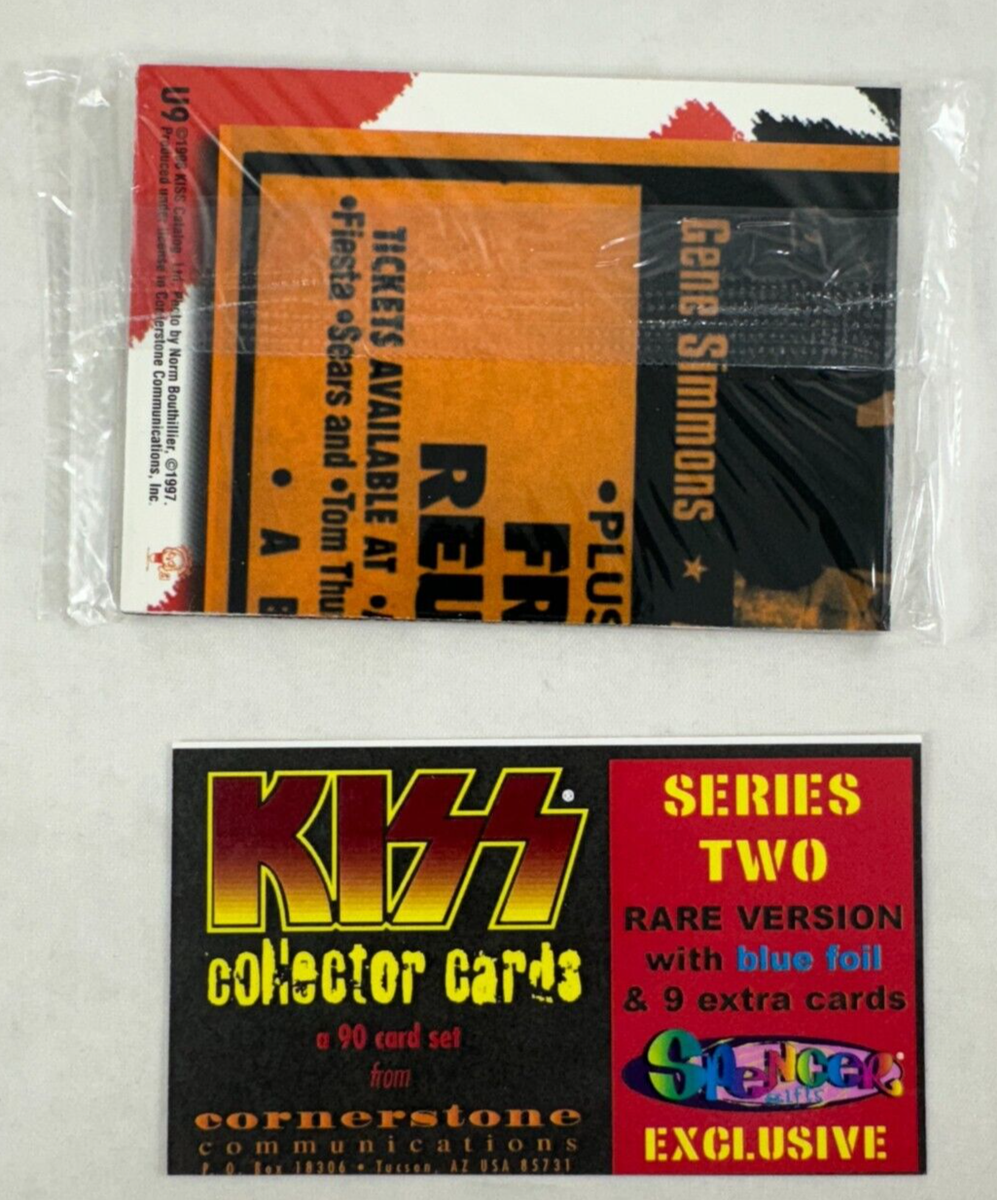 U9
©1998 KISS Catalog, Ltd. Photo by Norm Bouthillier, ©1997.
Produced under license in Cornerstone Communications, Inc.
Gene Simmons ★
•PLUS
FR
REU
TICKETS AVAILABLE AT •
•Fiesta •Sears and •Tom Thu
• A B
KISS®
collector cards
a 90 card set
from
cornerstone
communications
P. O. Box 18306 • Tucson, AZ USA 85731
SERIES
TWO
RARE VERSION
with blue foil
& 9 extra cards
SPENCER
gifts
EXCLUSIVE